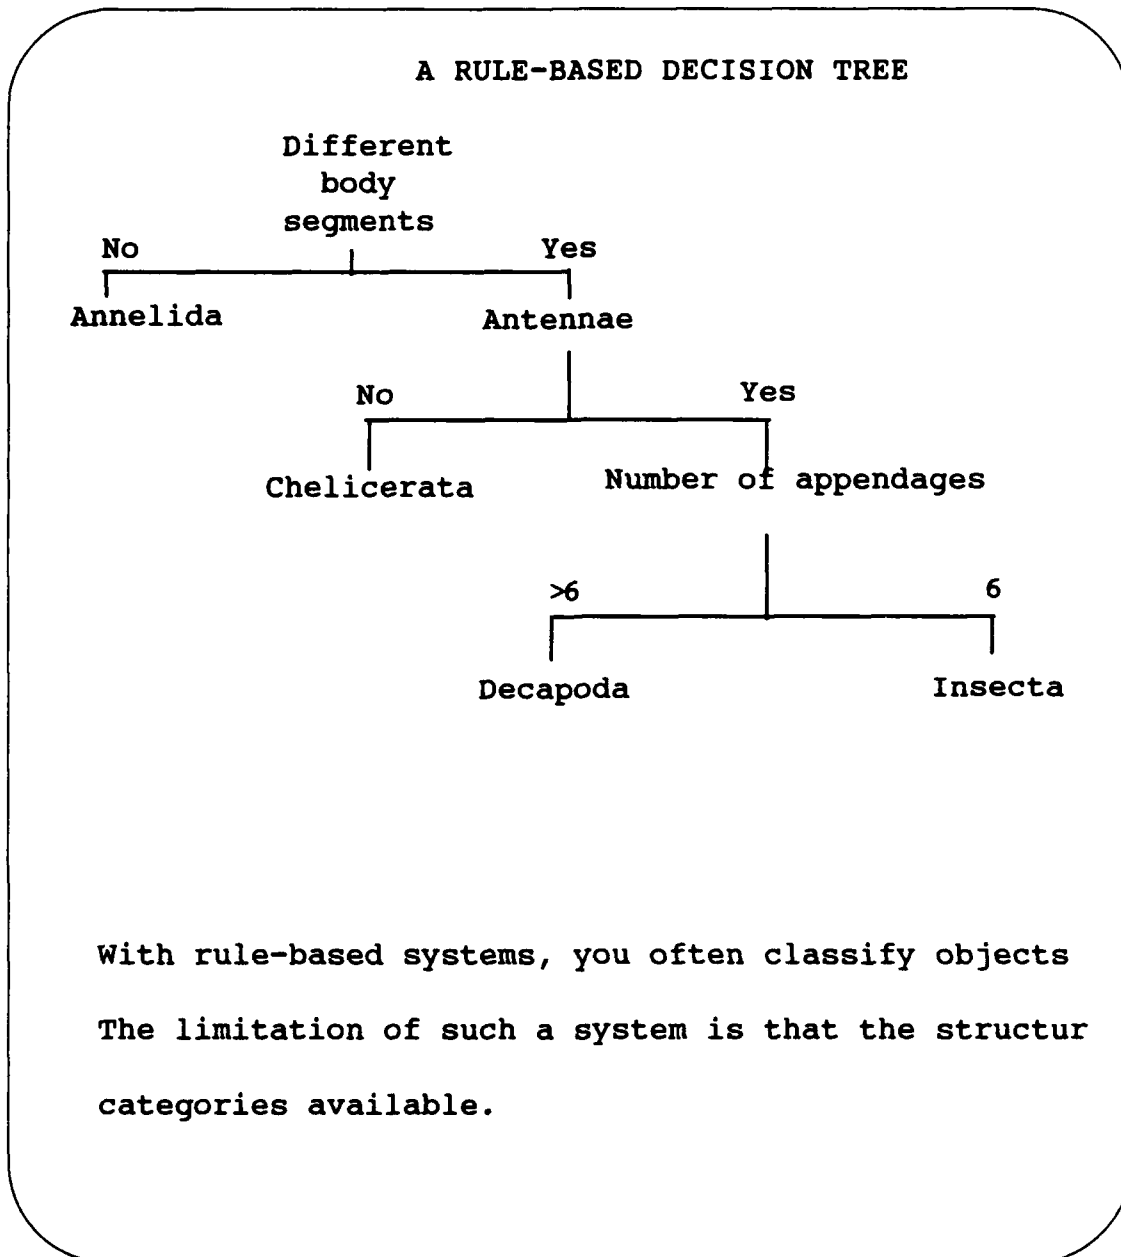 A RULE-BASED DECISION TREE
Different
body
segments
No Yes
Annelida Antennae
No Yes
Chelicerata Number of appendages
>6 6
Decapoda Insecta
With rule-based systems, you often classify objects
The limitation of such a system is that the structur
categories available.